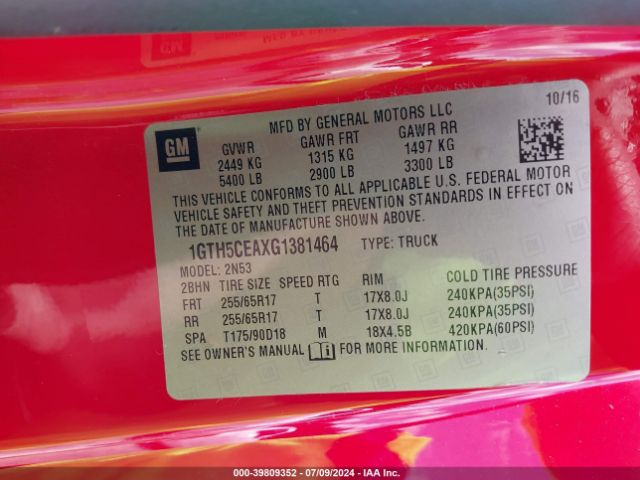 MFD BY GENERAL MOTORS LLC 10/16
GM
GVWR GAWR FRT GAWR RR
2449 KG 1315 KG 1497 KG
5400 LB 2900 LB 3300 LB
THIS VEHICLE CONFORMS TO ALL APPLICABLE U.S. FEDERAL MOTOR
VEHICLE SAFETY AND THEFT PREVENTION STANDARDS IN EFFECT ON
THE DATE OF MANUFACTURE SHOWN ABOVE.
1GTH5CEAXG1381464 TYPE: TRUCK
MODEL: 2N53
2BHN TIRE SIZE SPEED RTG RIM COLD TIRE PRESSURE
FRT 255/65R17 T 17X8.0J 240KPA(35PSI)
RR 255/65R17 T 17X8.0J 240KPA(35PSI)
SPA T175/90D18 M 18X4.5B 420KPA(60PSI)
SEE OWNER'S MANUAL FOR MORE INFORMATION.
000-39809352 - 07/09/2024 - IAA Inc.